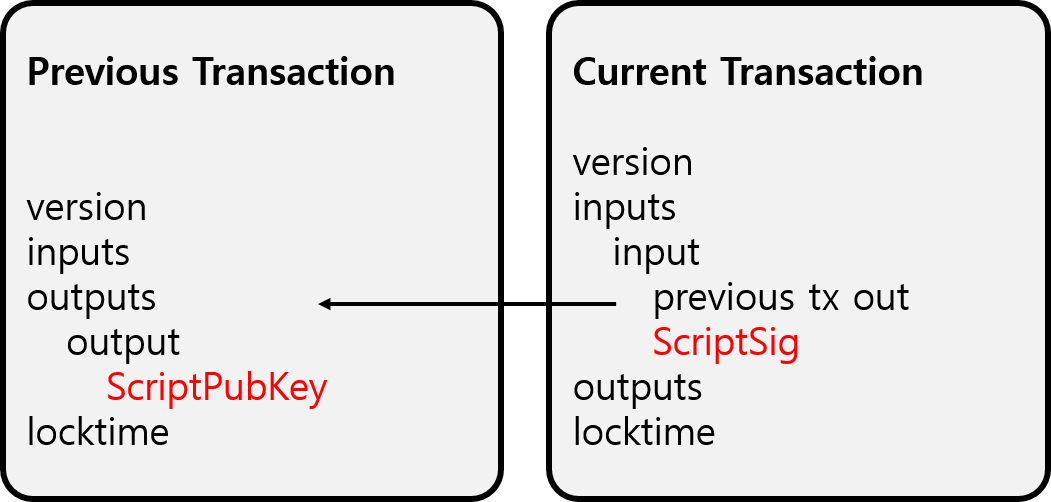 Previous Transaction
version
inputs
outputs
output
ScriptPubKey
locktime
Current Transaction
version
inputs
input
previous tx out
ScriptSig
outputs
locktime